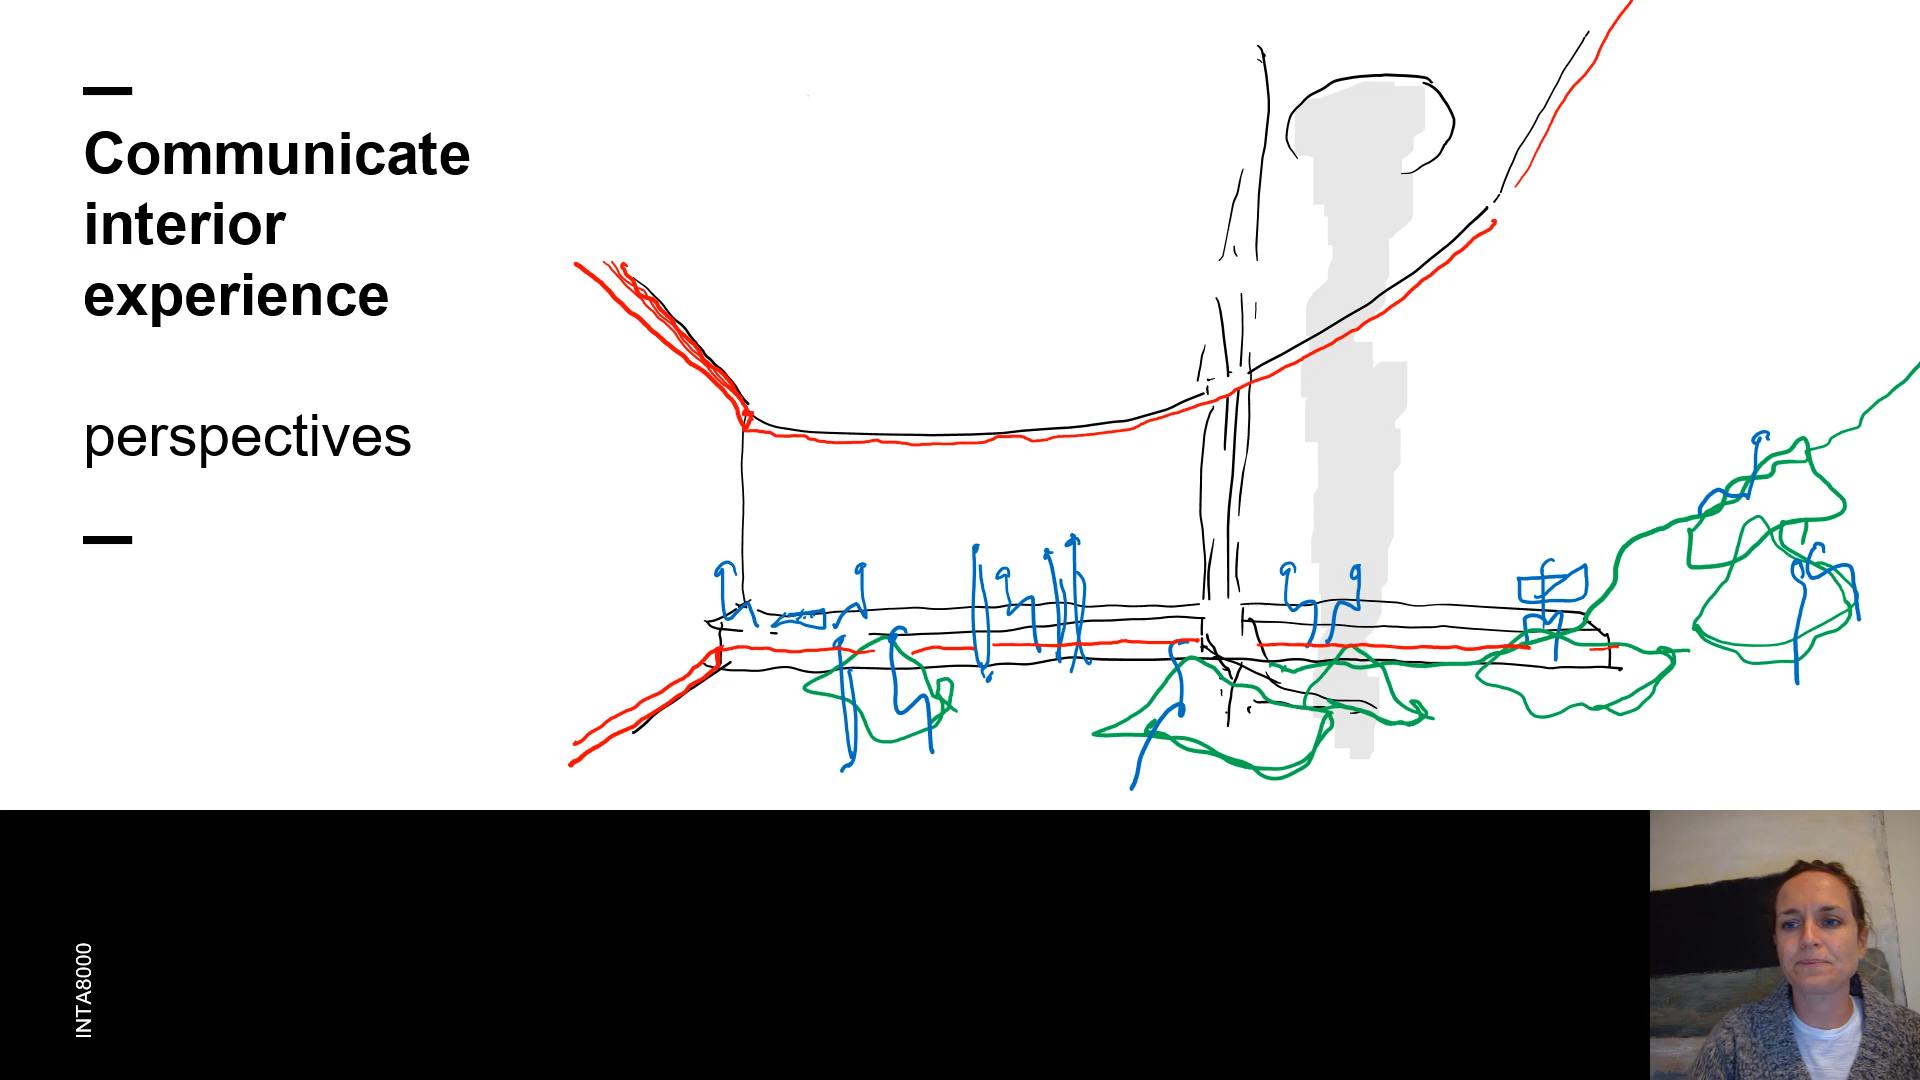 Communicate
interior
experience
perspectives
INTA8000